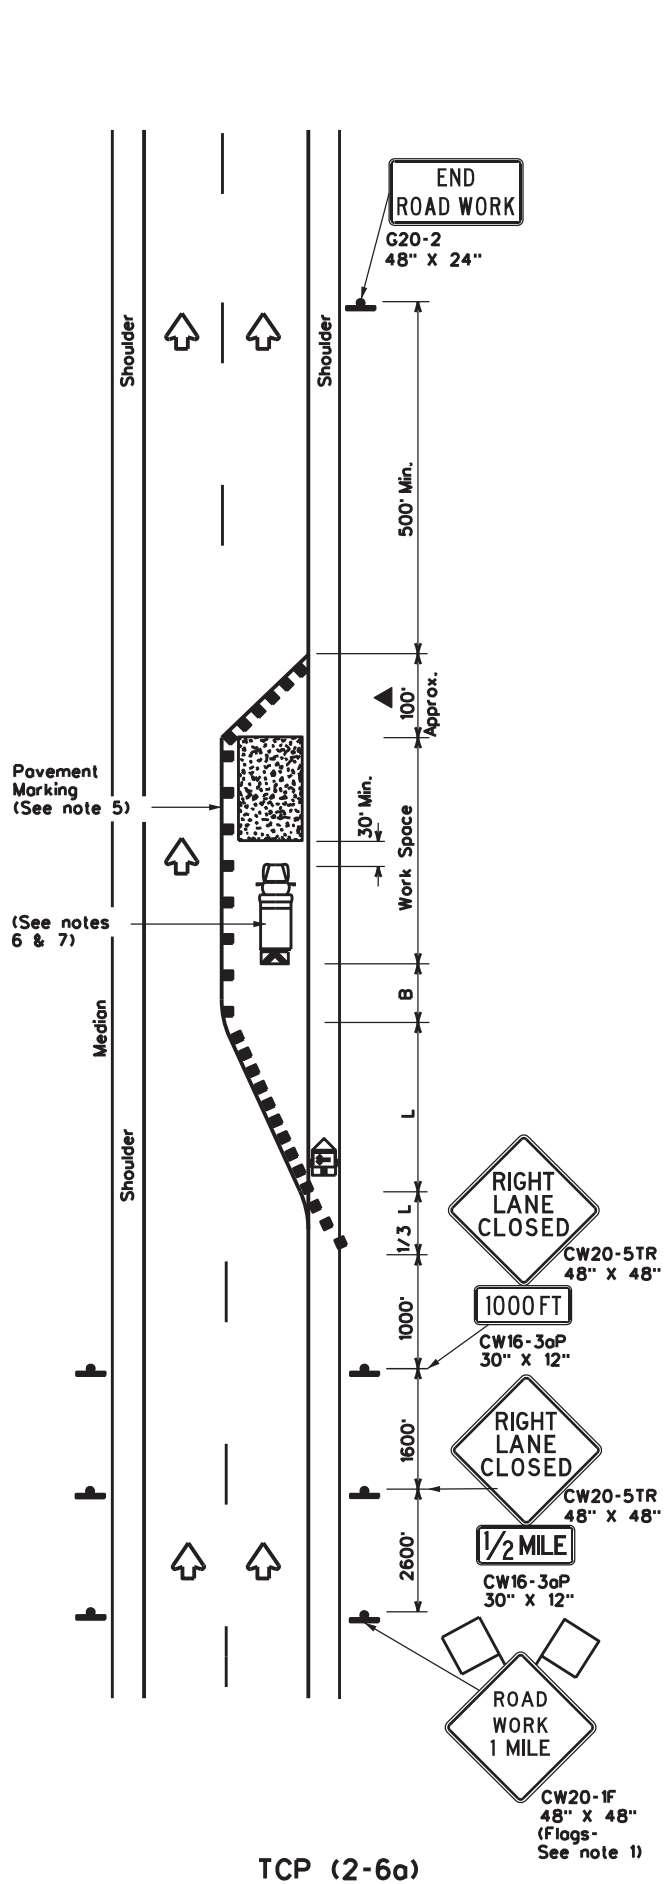 END
ROAD WORK
G20-2
48" X 24"
Shoulder
Shoulder
500' Min.
100'
Approx.
Pavement
Marking
(See note 5)
30' Min.
Work Space
(See notes
6 & 7)
B
Median
L
Shoulder
RIGHT
LANE
CLOSED
1/3 L
CW20-5TR
48" X 48"
1000 FT
1000'
CW16-3aP
30" X 12"
RIGHT
LANE
CLOSED
1600'
CW20-5TR
48" X 48"
1/2 MILE
2600'
CW16-3aP
30" X 12"
ROAD
WORK
1 MILE
CW20-1F
48" X 48"
(Flags-
See note 1)
TCP (2-6a)